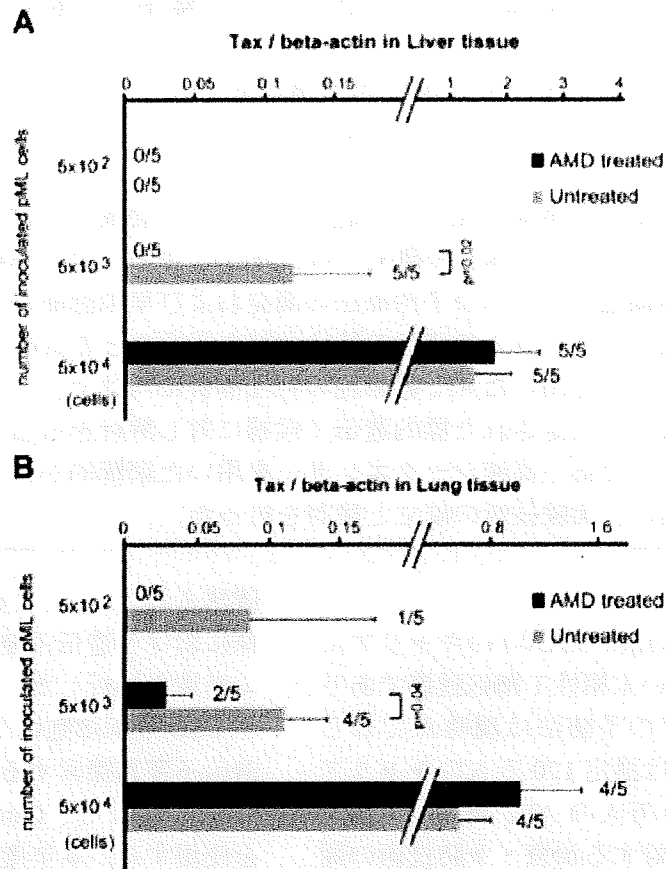 A
Tax / beta-actin in Liver tissue
0 0.05 0.1 0.15 1 2 3 4
number of inoculated pML cells
5x10²
0/5
0/5
AMD treated
Untreated
5x10³
0/5
5/5
p=0.02
5x10⁴
(cells)
5/5
5/5
B
Tax / beta-actin in Lung tissue
0 0.05 0.1 0.15 0.8 1.6
number of inoculated pML cells
5x10²
0/5
1/5
AMD treated
Untreated
5x10³
2/5
4/5
p=0.04
5x10⁴
(cells)
4/5
4/5